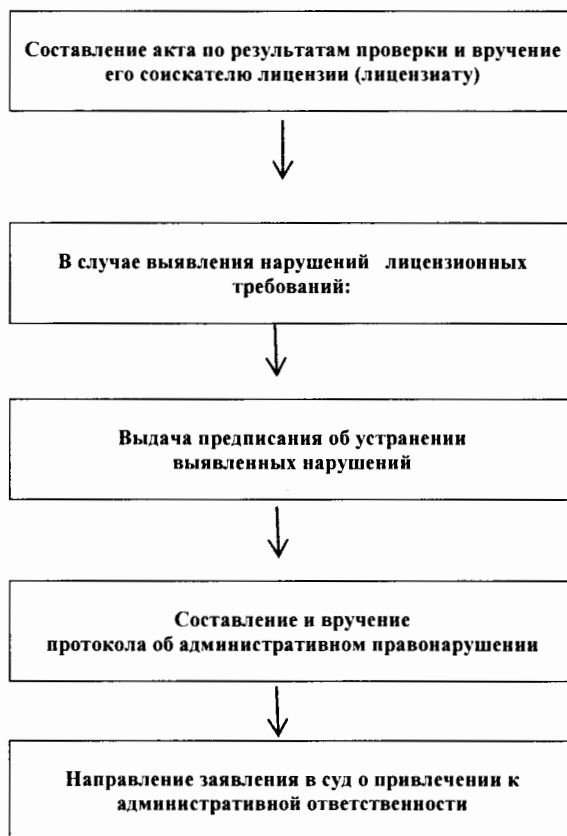 Составление акта по результатам проверки и вручение
его соискателю лицензии (лицензиату)
В случае выявления нарушений лицензионных
требований:
Выдача предписания об устранении
выявленных нарушений
Составление и вручение
протокола об административном правонарушении
Направление заявления в суд о привлечении к
административной ответственности